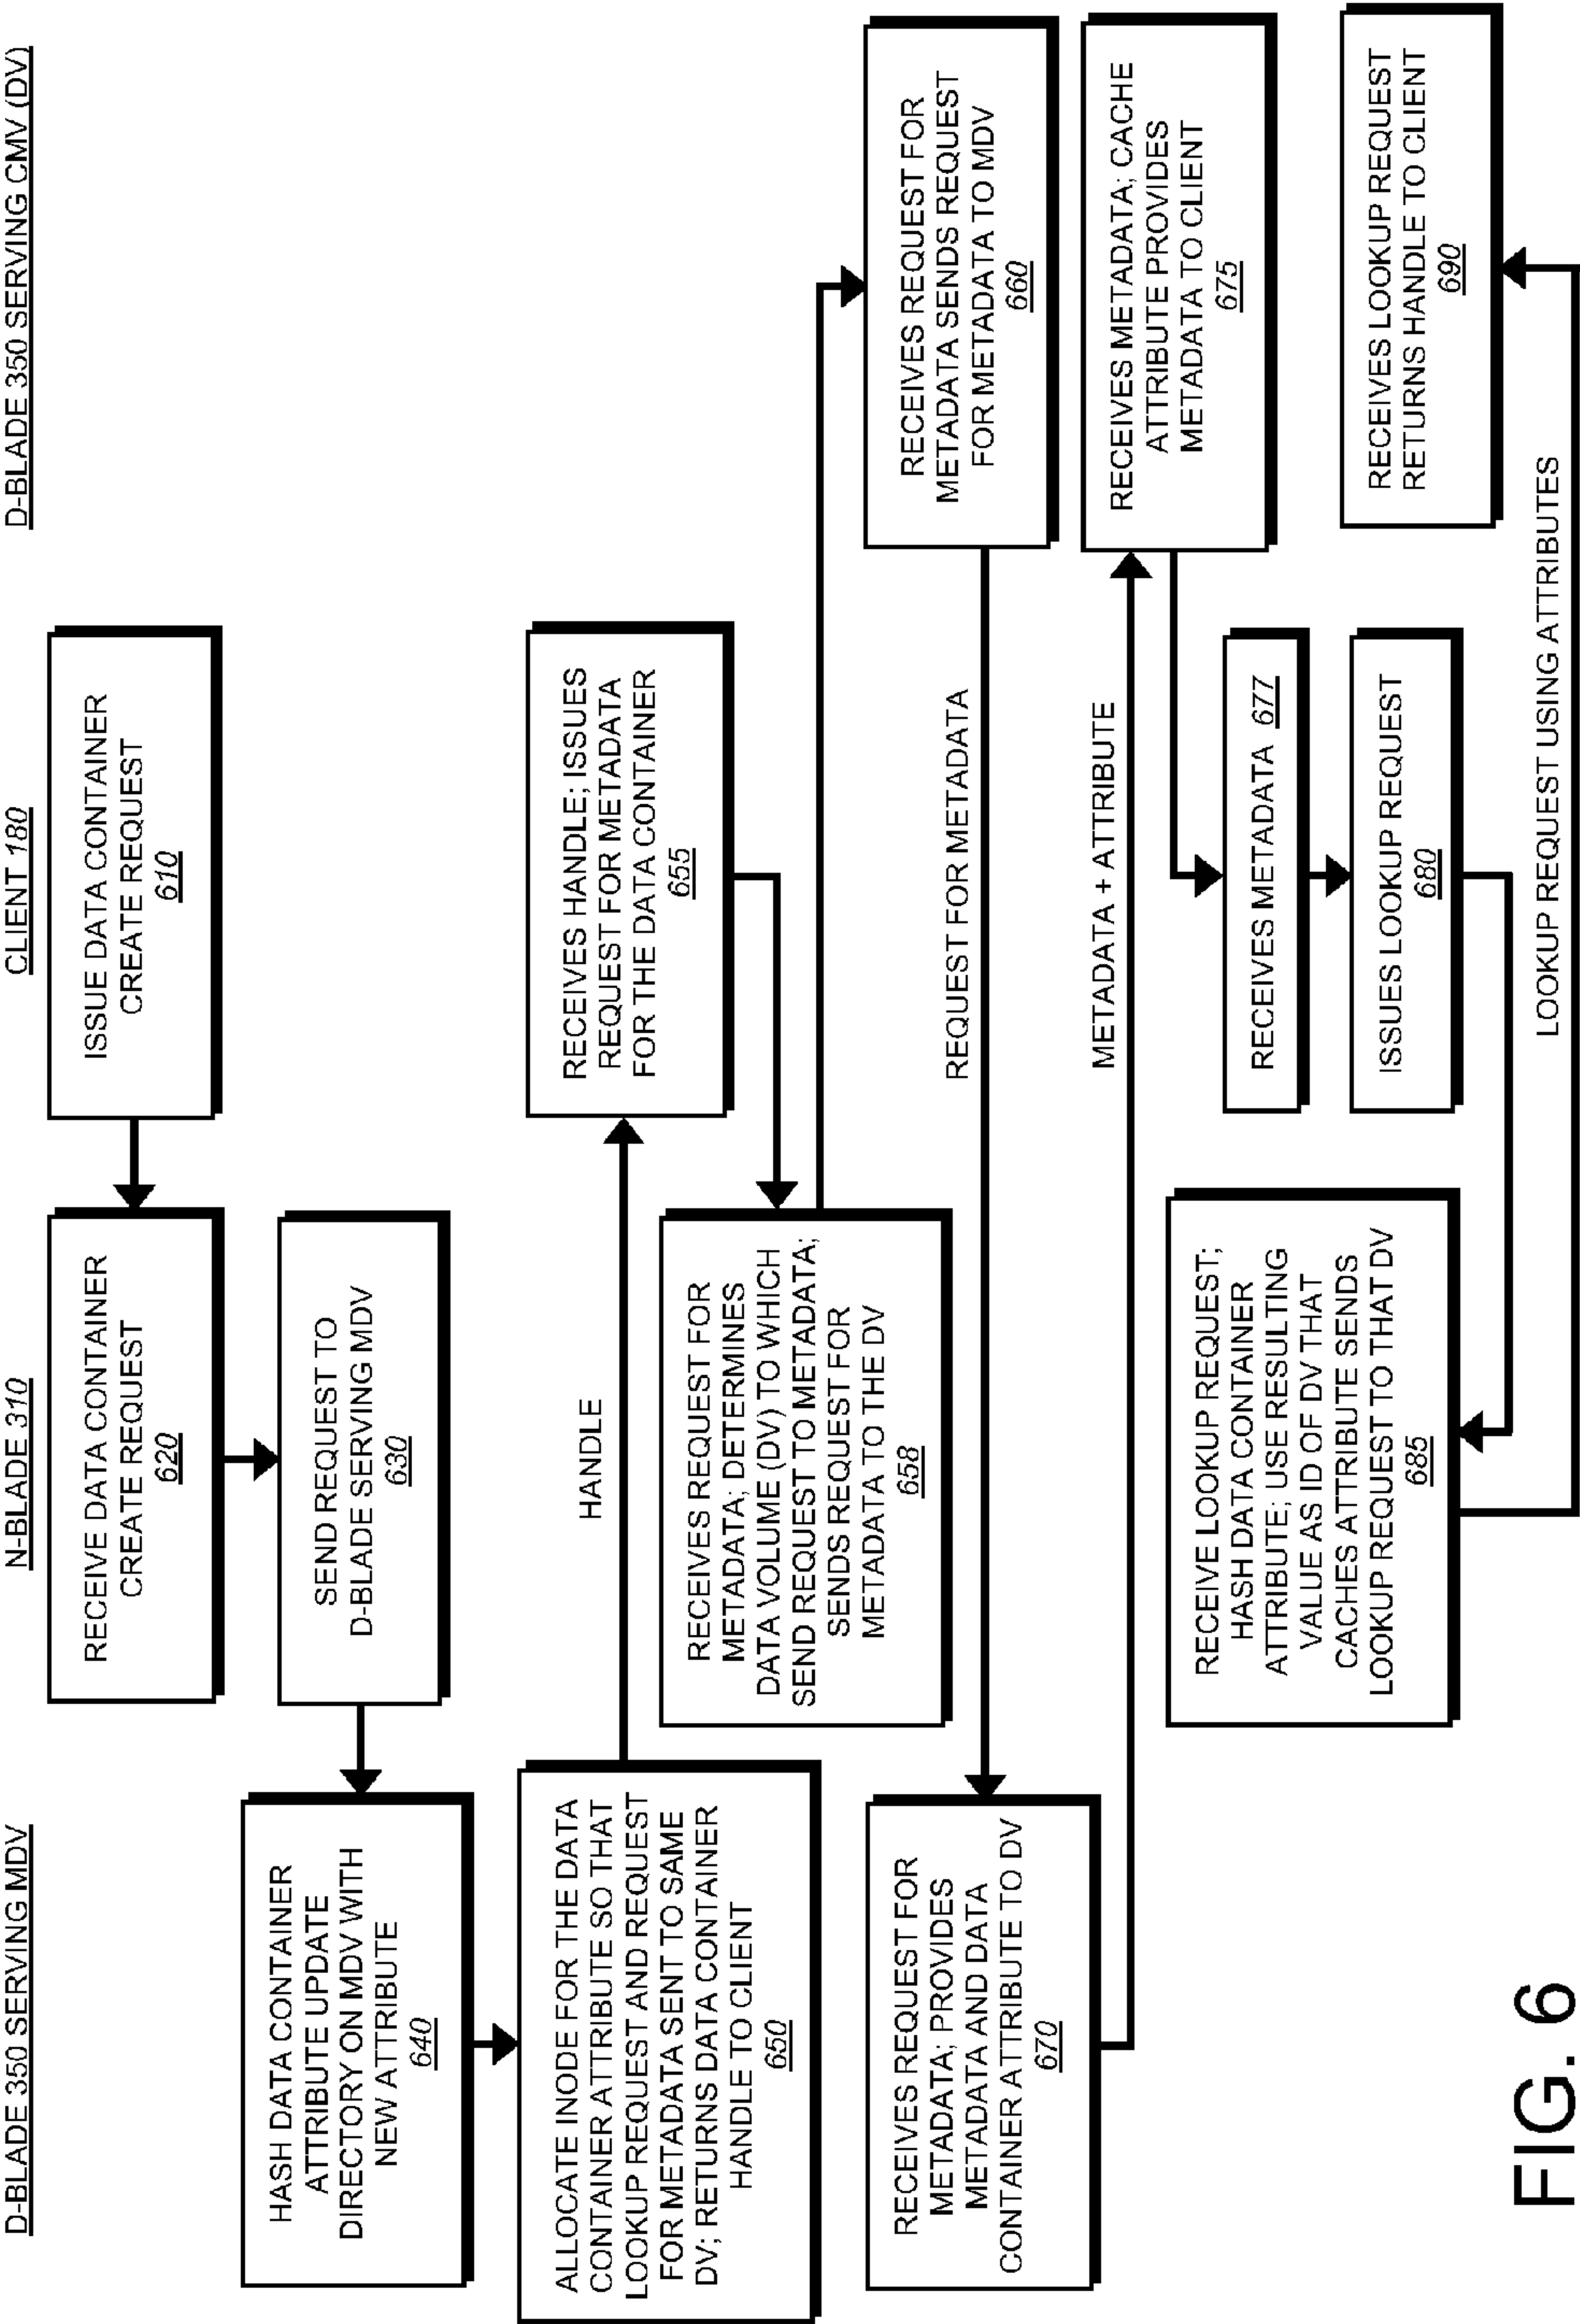 D-BLADE 350 SERVING MDV
N-BLADE 310
CLIENT 180
D-BLADE 350 SERVING CMV (DV)
ISSUE DATA CONTAINER
CREATE REQUEST
610
RECEIVE DATA CONTAINER
CREATE REQUEST
620
SEND REQUEST TO
D-BLADE SERVING MDV
630
HASH DATA CONTAINER
ATTRIBUTE UPDATE
DIRECTORY ON MDV WITH
NEW ATTRIBUTE
640
ALLOCATE INODE FOR THE DATA
CONTAINER ATTRIBUTE SO THAT
LOOKUP REQUEST AND REQUEST
FOR METADATA SENT TO SAME
DV; RETURNS DATA CONTAINER
HANDLE TO CLIENT
650
HANDLE
RECEIVES HANDLE; ISSUES
REQUEST FOR METADATA
FOR THE DATA CONTAINER
655
RECEIVES REQUEST FOR
METADATA; DETERMINES
DATA VOLUME (DV) TO WHICH
SEND REQUEST TO METADATA;
SENDS REQUEST FOR
METADATA TO THE DV
658
RECEIVES REQUEST FOR
METADATA SENDS REQUEST
FOR METADATA TO MDV
660
REQUEST FOR METADATA
RECEIVES REQUEST FOR
METADATA; PROVIDES
METADATA AND DATA
CONTAINER ATTRIBUTE TO DV
670
METADATA + ATTRIBUTE
RECEIVES METADATA; CACHE
ATTRIBUTE PROVIDES
METADATA TO CLIENT
675
RECEIVES METADATA 677
ISSUES LOOKUP REQUEST
680
RECEIVE LOOKUP REQUEST;
HASH DATA CONTAINER
ATTRIBUTE; USE RESULTING
VALUE AS ID OF DV THAT
CACHES ATTRIBUTE SENDS
LOOKUP REQUEST TO THAT DV
685
LOOKUP REQUEST USING ATTRIBUTES
RECEIVES LOOKUP REQUEST
RETURNS HANDLE TO CLIENT
690
FIG. 6